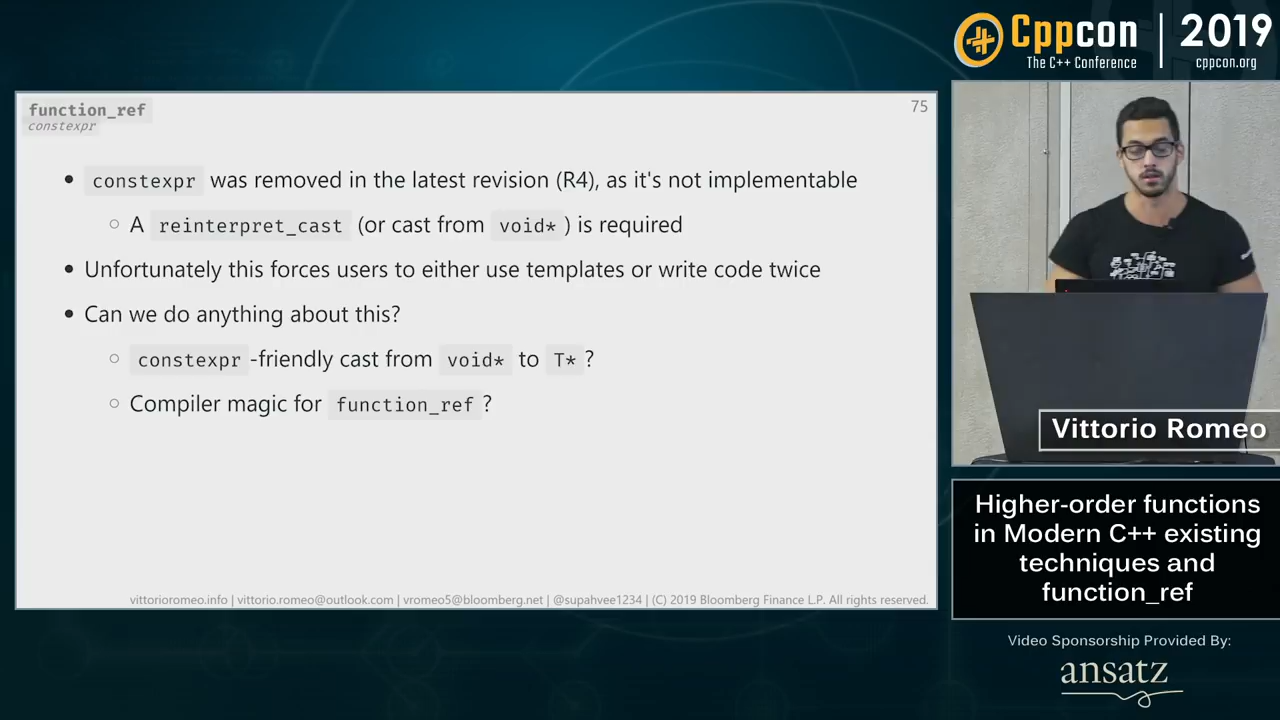 Cppcon | 2019
The C++ Conference cppcon.org
function_ref
constexpr
75
• constexpr was removed in the latest revision (R4), as it's not implementable
○ A reinterpret_cast (or cast from void* ) is required
• Unfortunately this forces users to either use templates or write code twice
• Can we do anything about this?
○ constexpr -friendly cast from void* to T* ?
○ Compiler magic for function_ref ?
vittorioromeo.info | vittorio.romeo@outlook.com | vromeo5@bloomberg.net | @supahvee1234 | (C) 2019 Bloomberg Finance L.P. All rights reserved.
Vittorio Romeo
Higher-order functions
in Modern C++ existing
techniques and
function_ref
Video Sponsorship Provided By:
ansatz